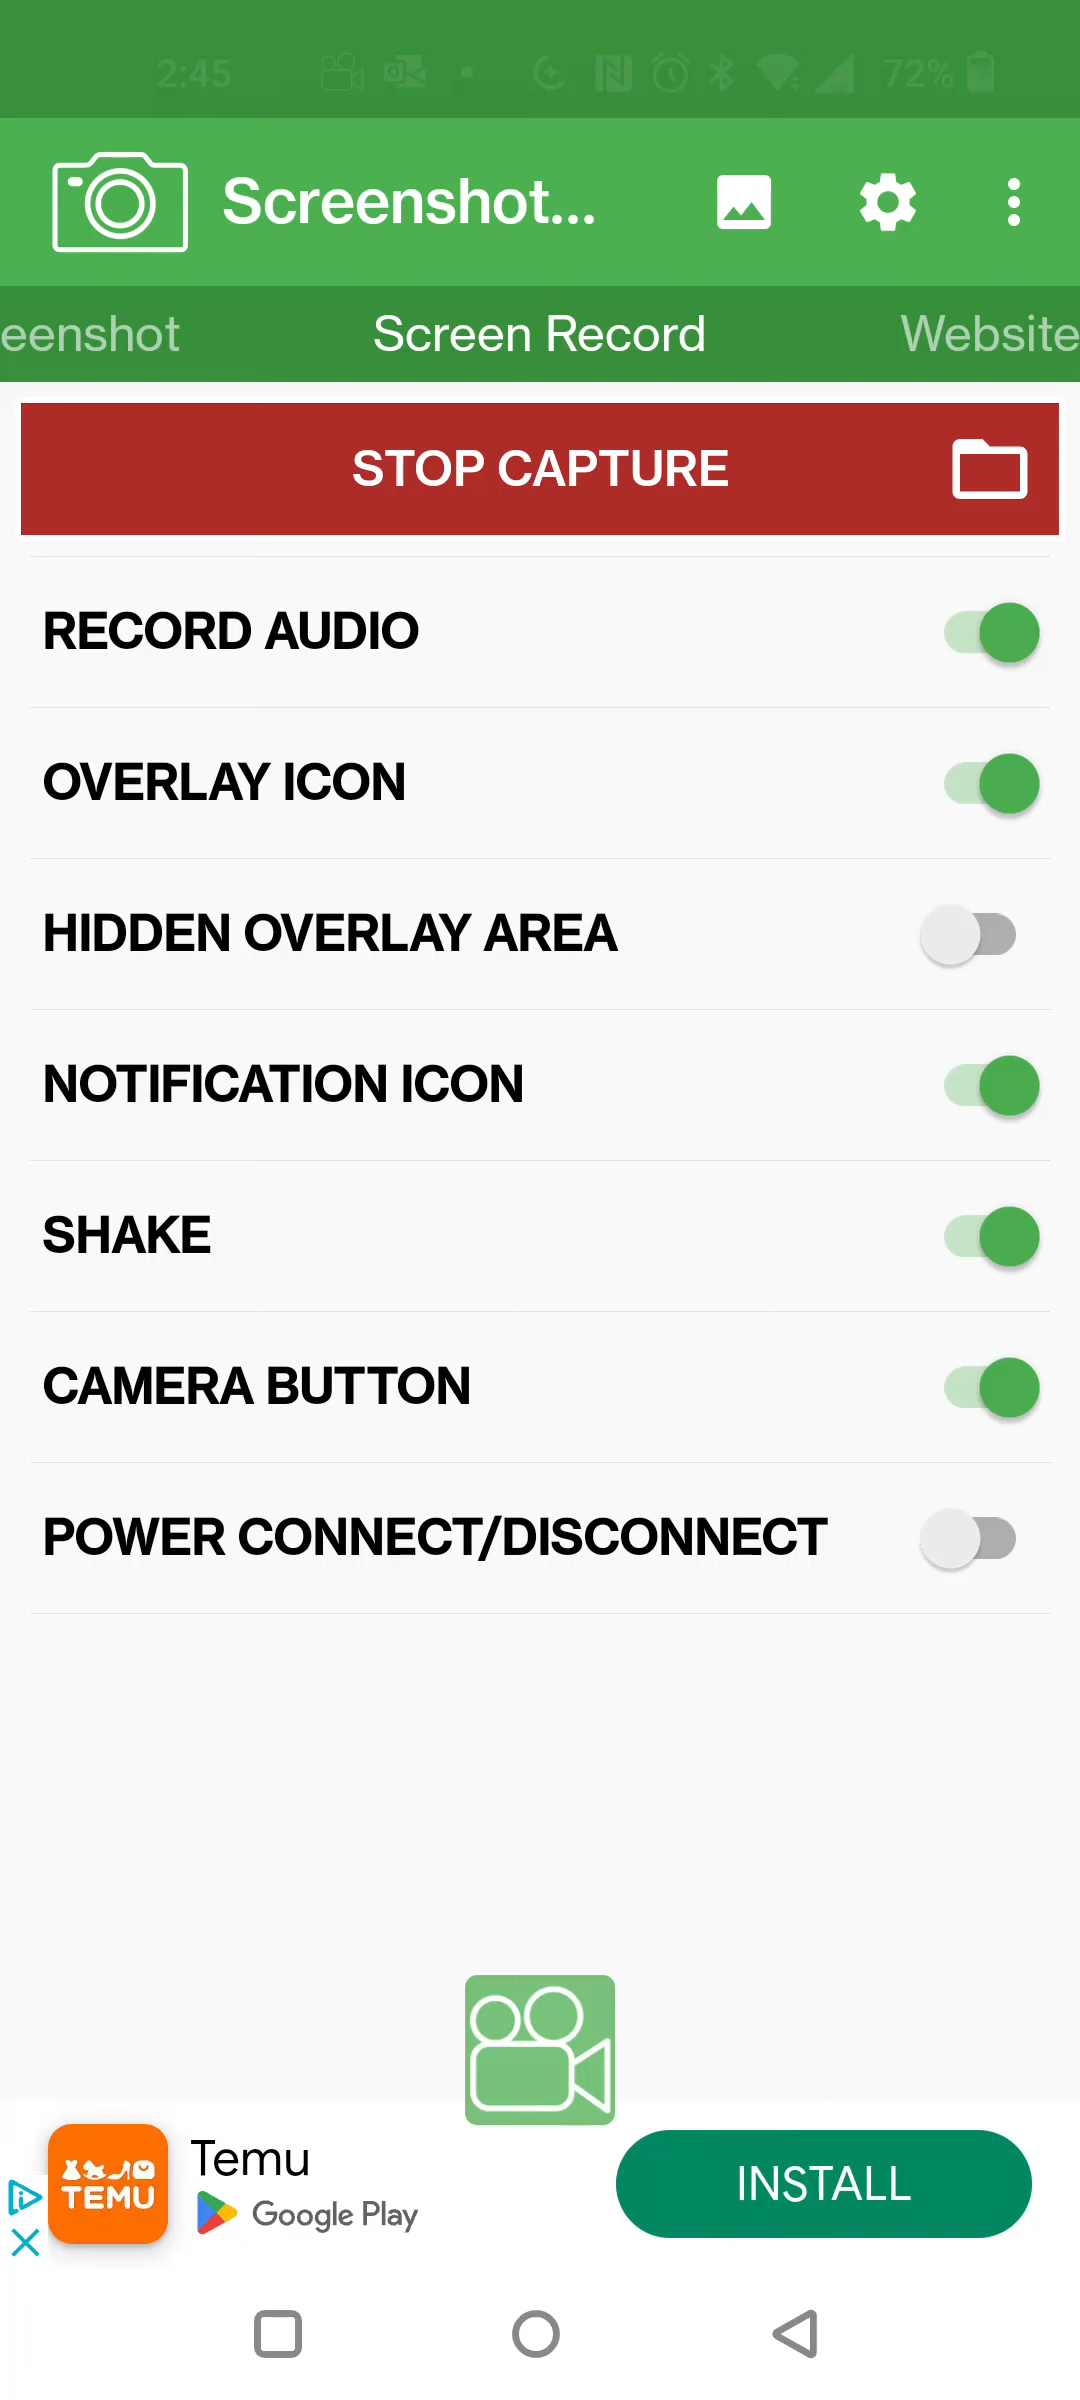 2:45
72%
Screenshot...
eenshot
Screen Record
Website
STOP CAPTURE
RECORD AUDIO
OVERLAY ICON
HIDDEN OVERLAY AREA
NOTIFICATION ICON
SHAKE
CAMERA BUTTON
POWER CONNECT/DISCONNECT
TEMU
Temu
Google Play
INSTALL